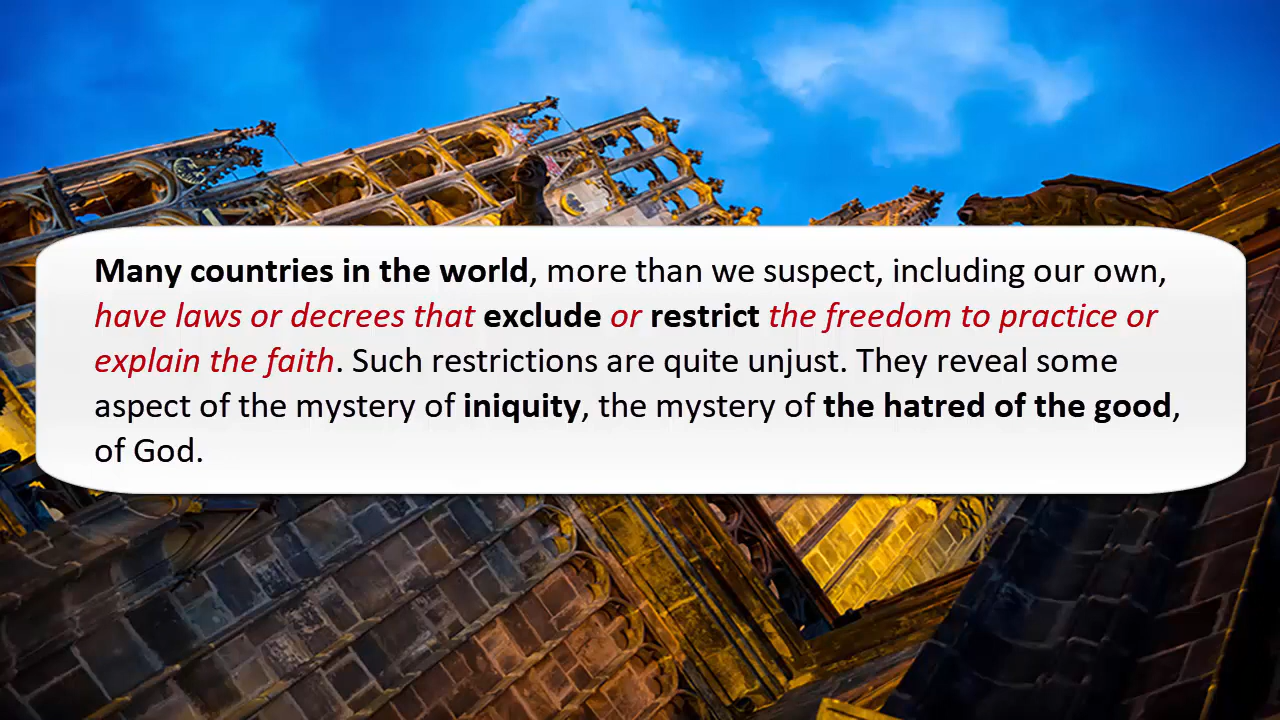 Many countries in the world, more than we suspect, including our own,
have laws or decrees that exclude or restrict the freedom to practice or
explain the faith. Such restrictions are quite unjust. They reveal some
aspect of the mystery of iniquity, the mystery of the hatred of the good,
of God.